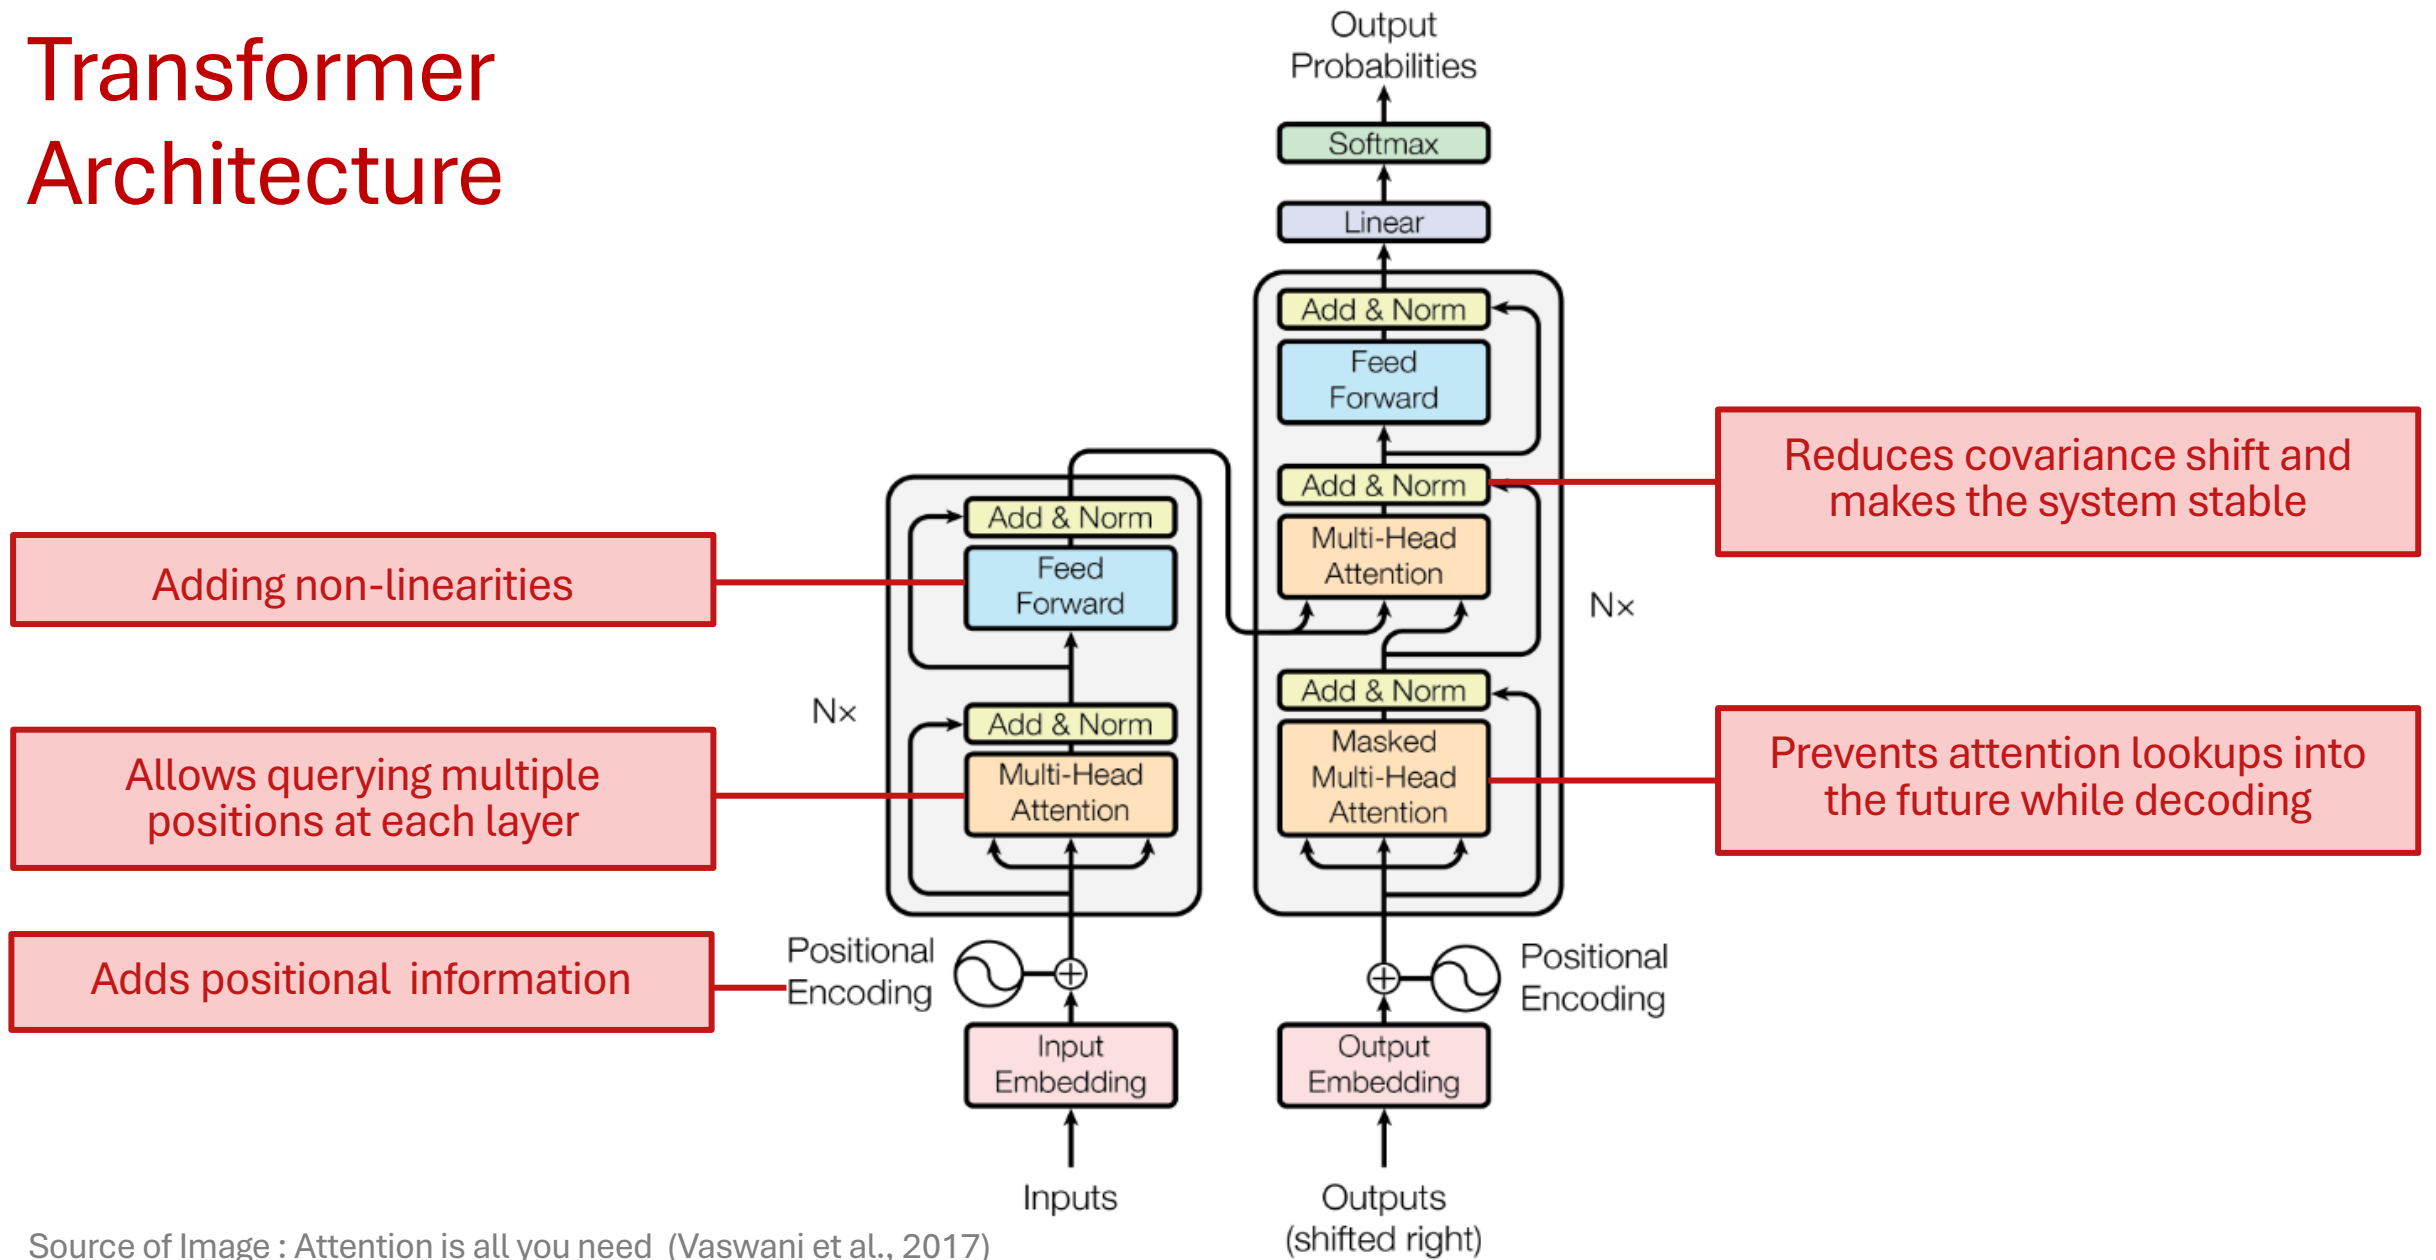 Transformer
Architecture
Output
Probabilities
Softmax
Linear
Add & Norm
Feed
Forward
Add & Norm
Multi-Head
Attention
Nx
Add & Norm
Masked
Multi-Head
Attention
Positional
Encoding
Output
Embedding
Outputs
(shifted right)
Add & Norm
Feed
Forward
Nx
Add & Norm
Multi-Head
Attention
Positional
Encoding
Input
Embedding
Inputs
Adding non-linearities
Allows querying multiple
positions at each layer
Adds positional information
Reduces covariance shift and
makes the system stable
Prevents attention lookups into
the future while decoding
Source of Image : Attention is all you need (Vaswani et al., 2017)